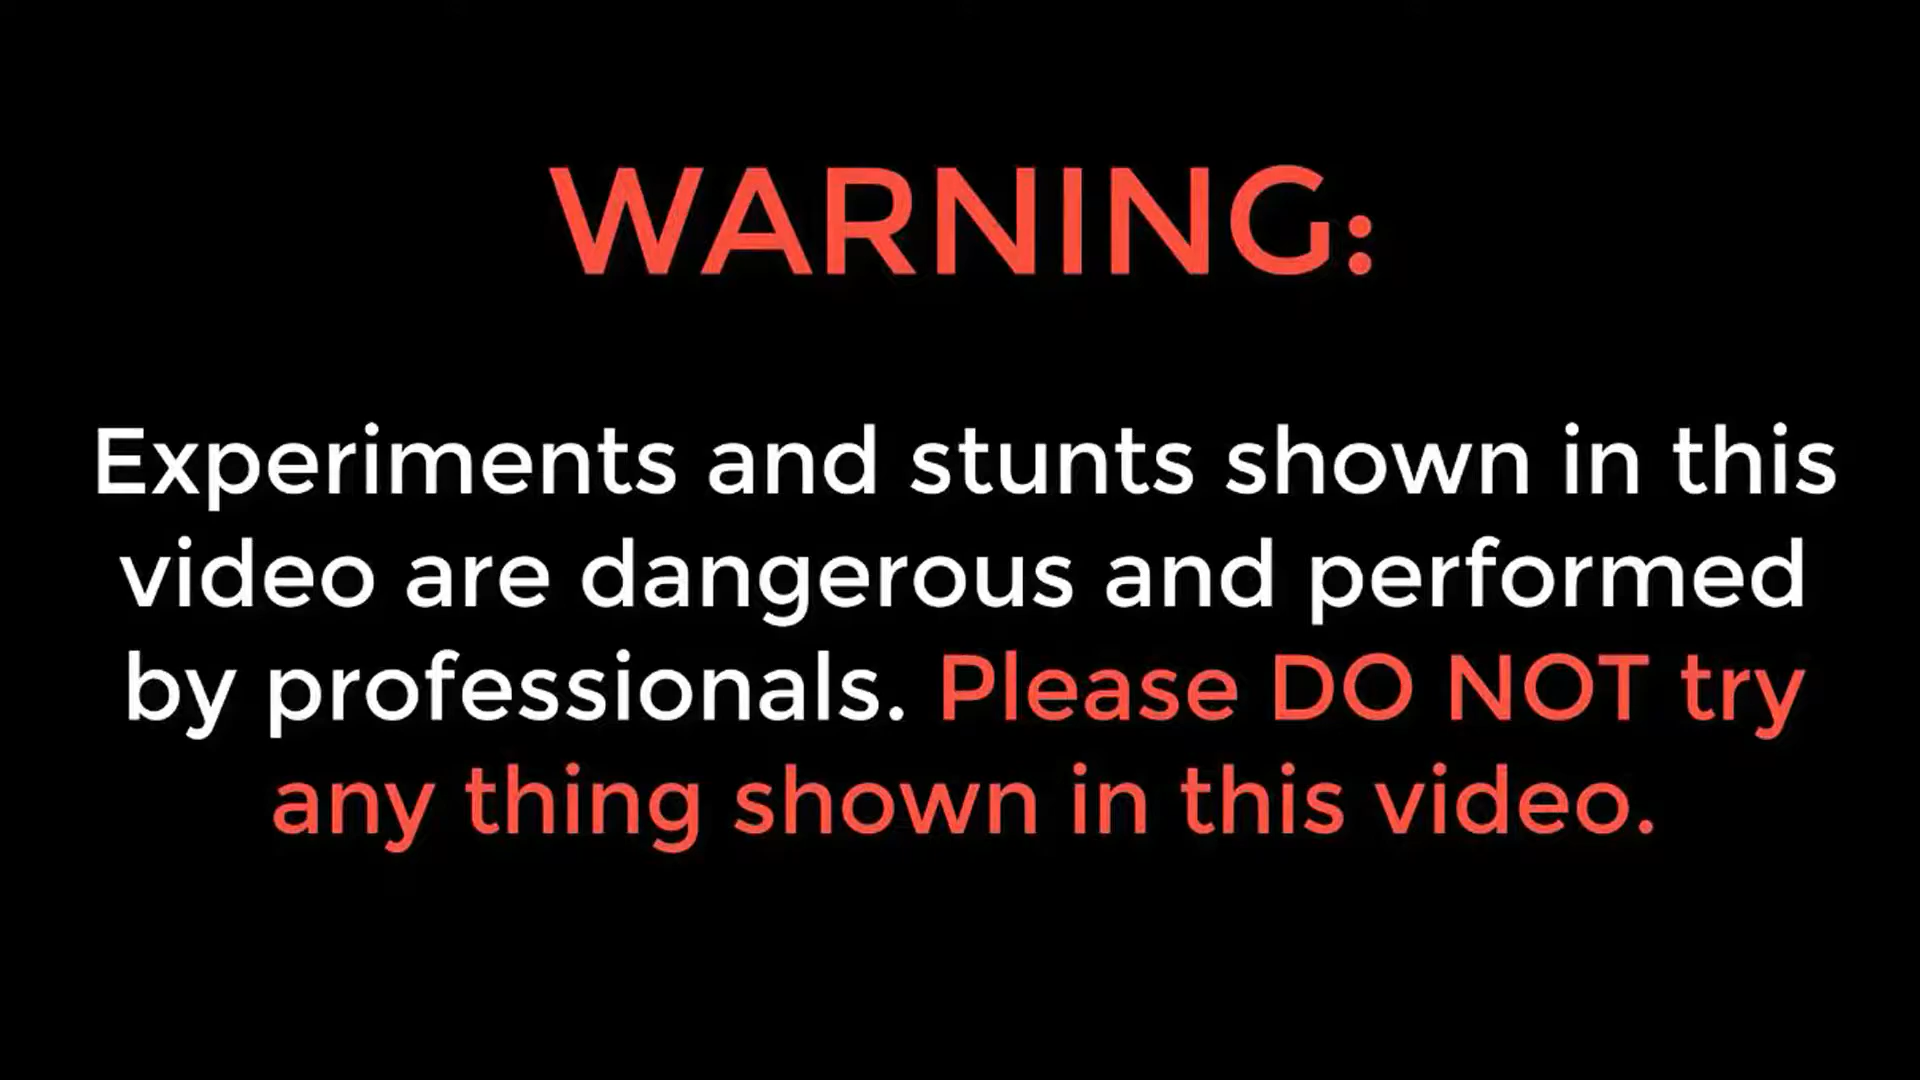 WARNING:
Experiments and stunts shown in this
video are dangerous and performed
by professionals. Please DO NOT try
any thing shown in this video.